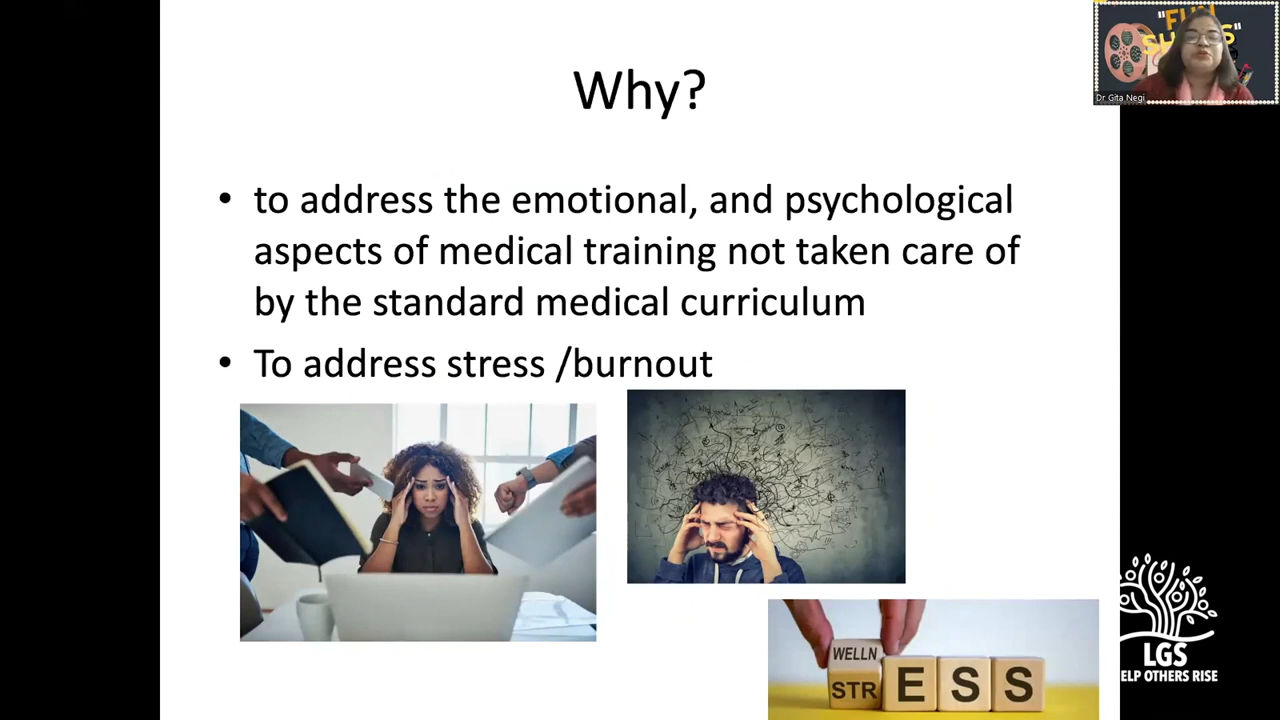 Why?
• to address the emotional, and psychological
aspects of medical training not taken care of
by the standard medical curriculum
• To address stress /burnout
WELLN
STR E S S
"FUN
Dr Gita Negi
LGS
ELP OTHERS RISE